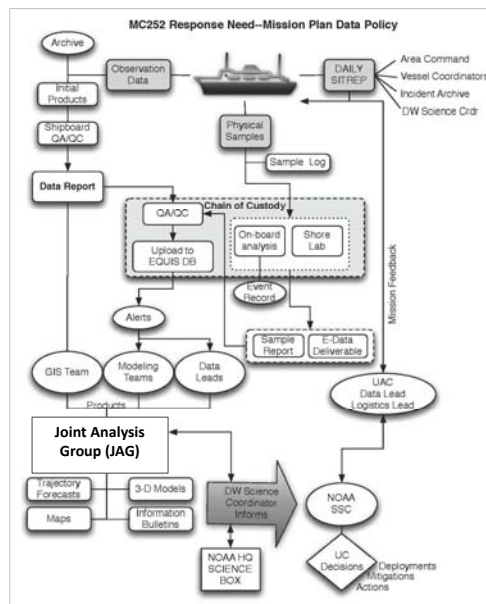 MC252 Response Need--Mission Plan Data Policy
Archive
Observation
Data
DAILY
SITREP
Area Command
Vessel Coordinators
Incident Archive
DW Science Crdr
Initial
Products
Shipboard
QA/QC
Physical
Samples
Sample Log
Data Report
Chain of Custody
QA/QC
On-board
analysis
Shore
Lab
Upload to
EQUIS DB
Event
Record
Alerts
Mission Feedback
Sample
Report
E-Data
Deliverable
GIS Team
Modeling
Teams
Data
Leads
UAC
Data Lead
Logistics Lead
Products
Joint Analysis
Group (JAG)
Trajectory
Forecasts
3-D Models
Maps
Information
Bulletins
DW Science
Coordinator
Informs
NOAA
SSC
NOAA HQ
SCIENCE
BOX
UC
Decisions
Deployments
Mitigations
Actions